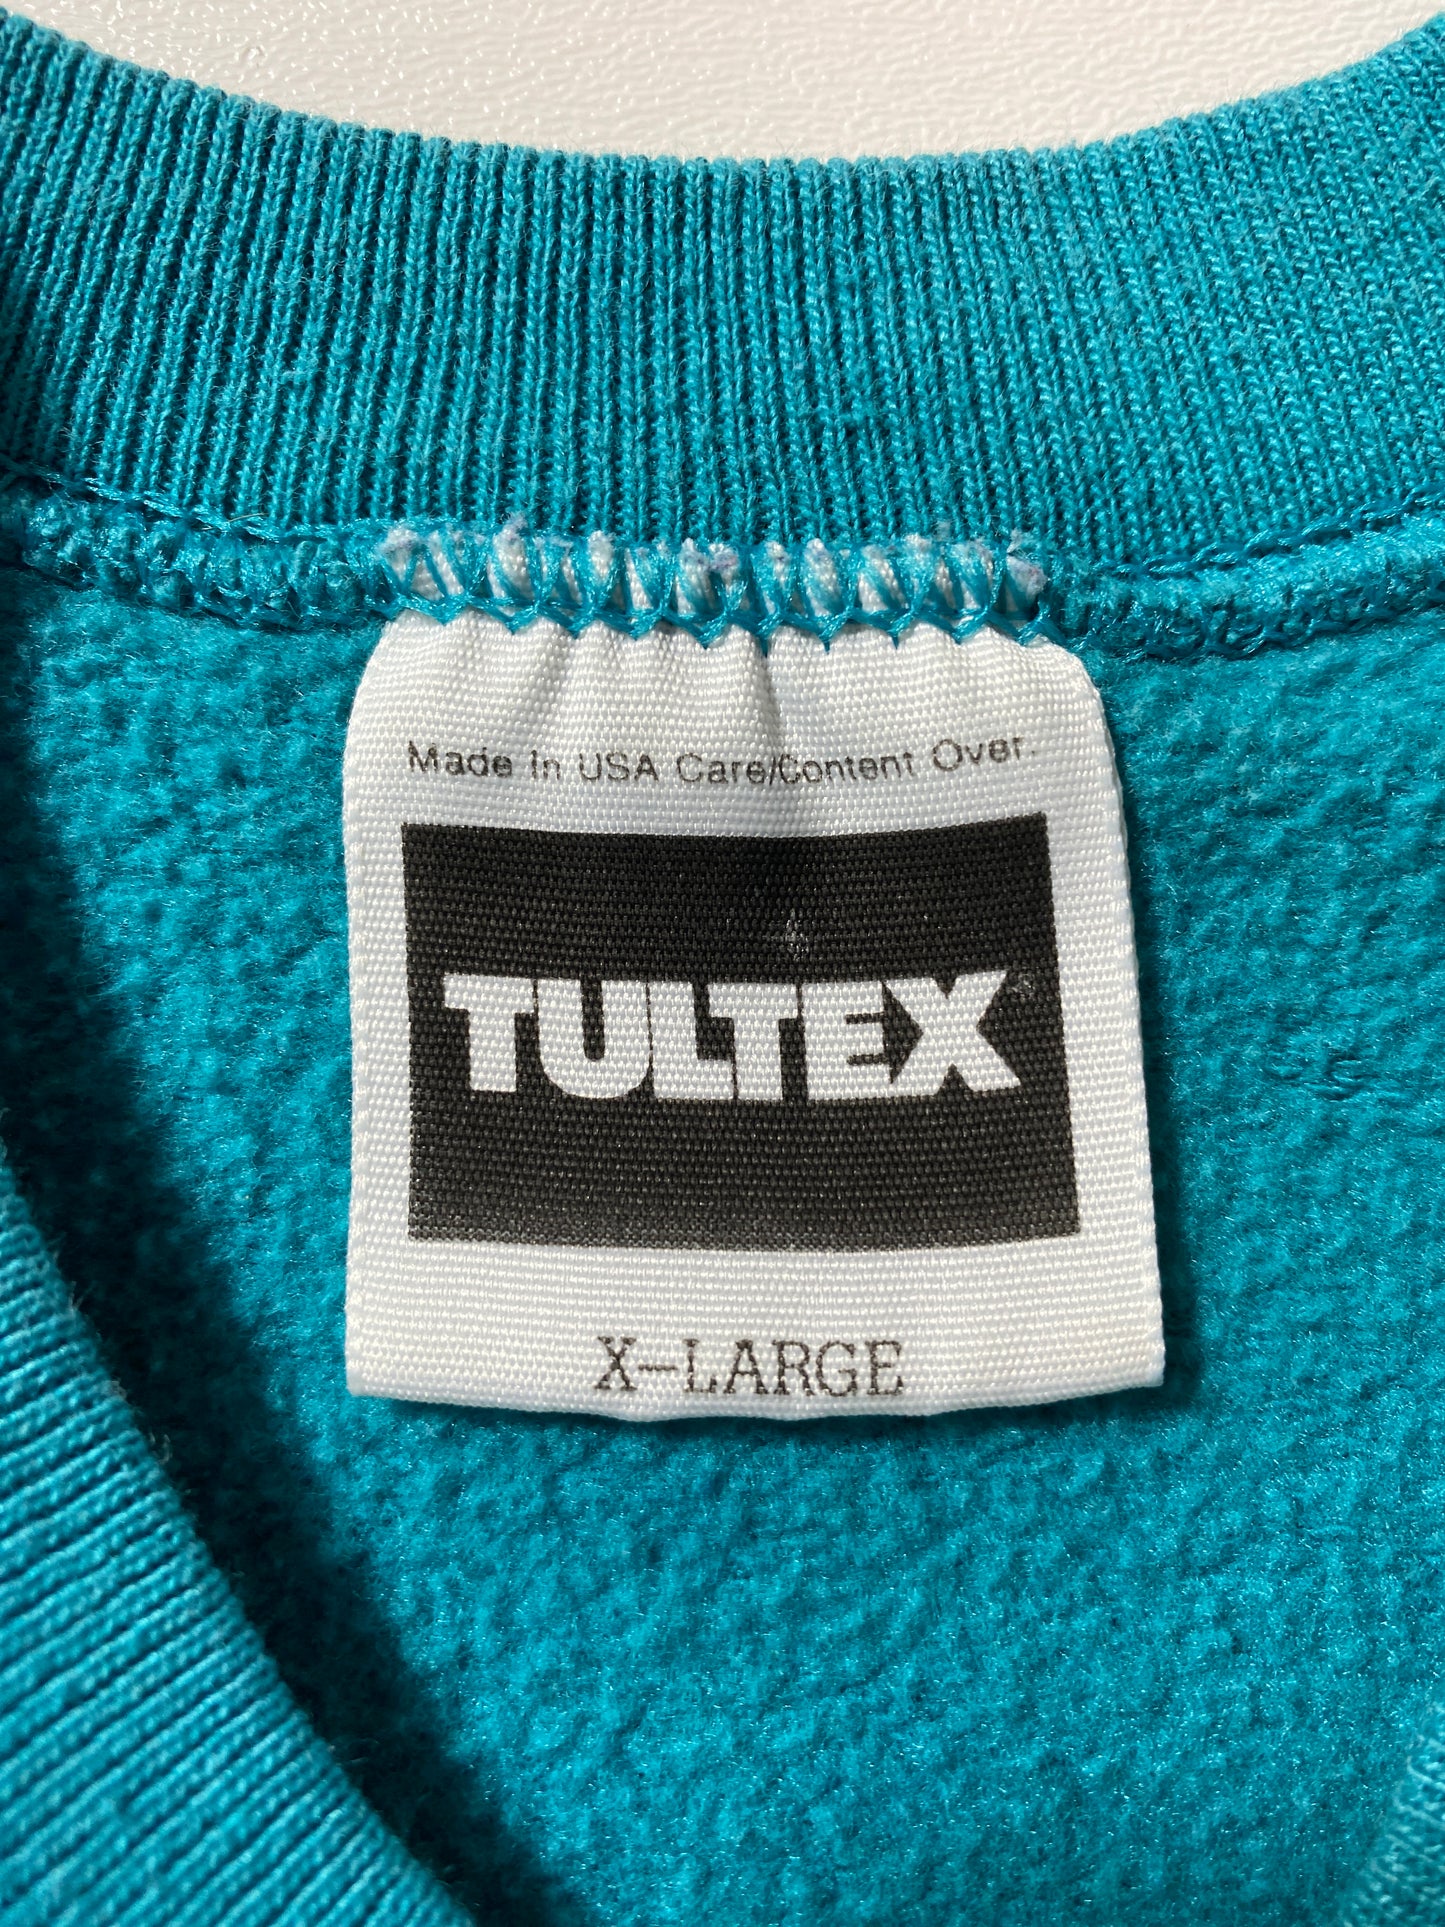 Made In USA Care/Content Over.
TULTEX
X-LARGE